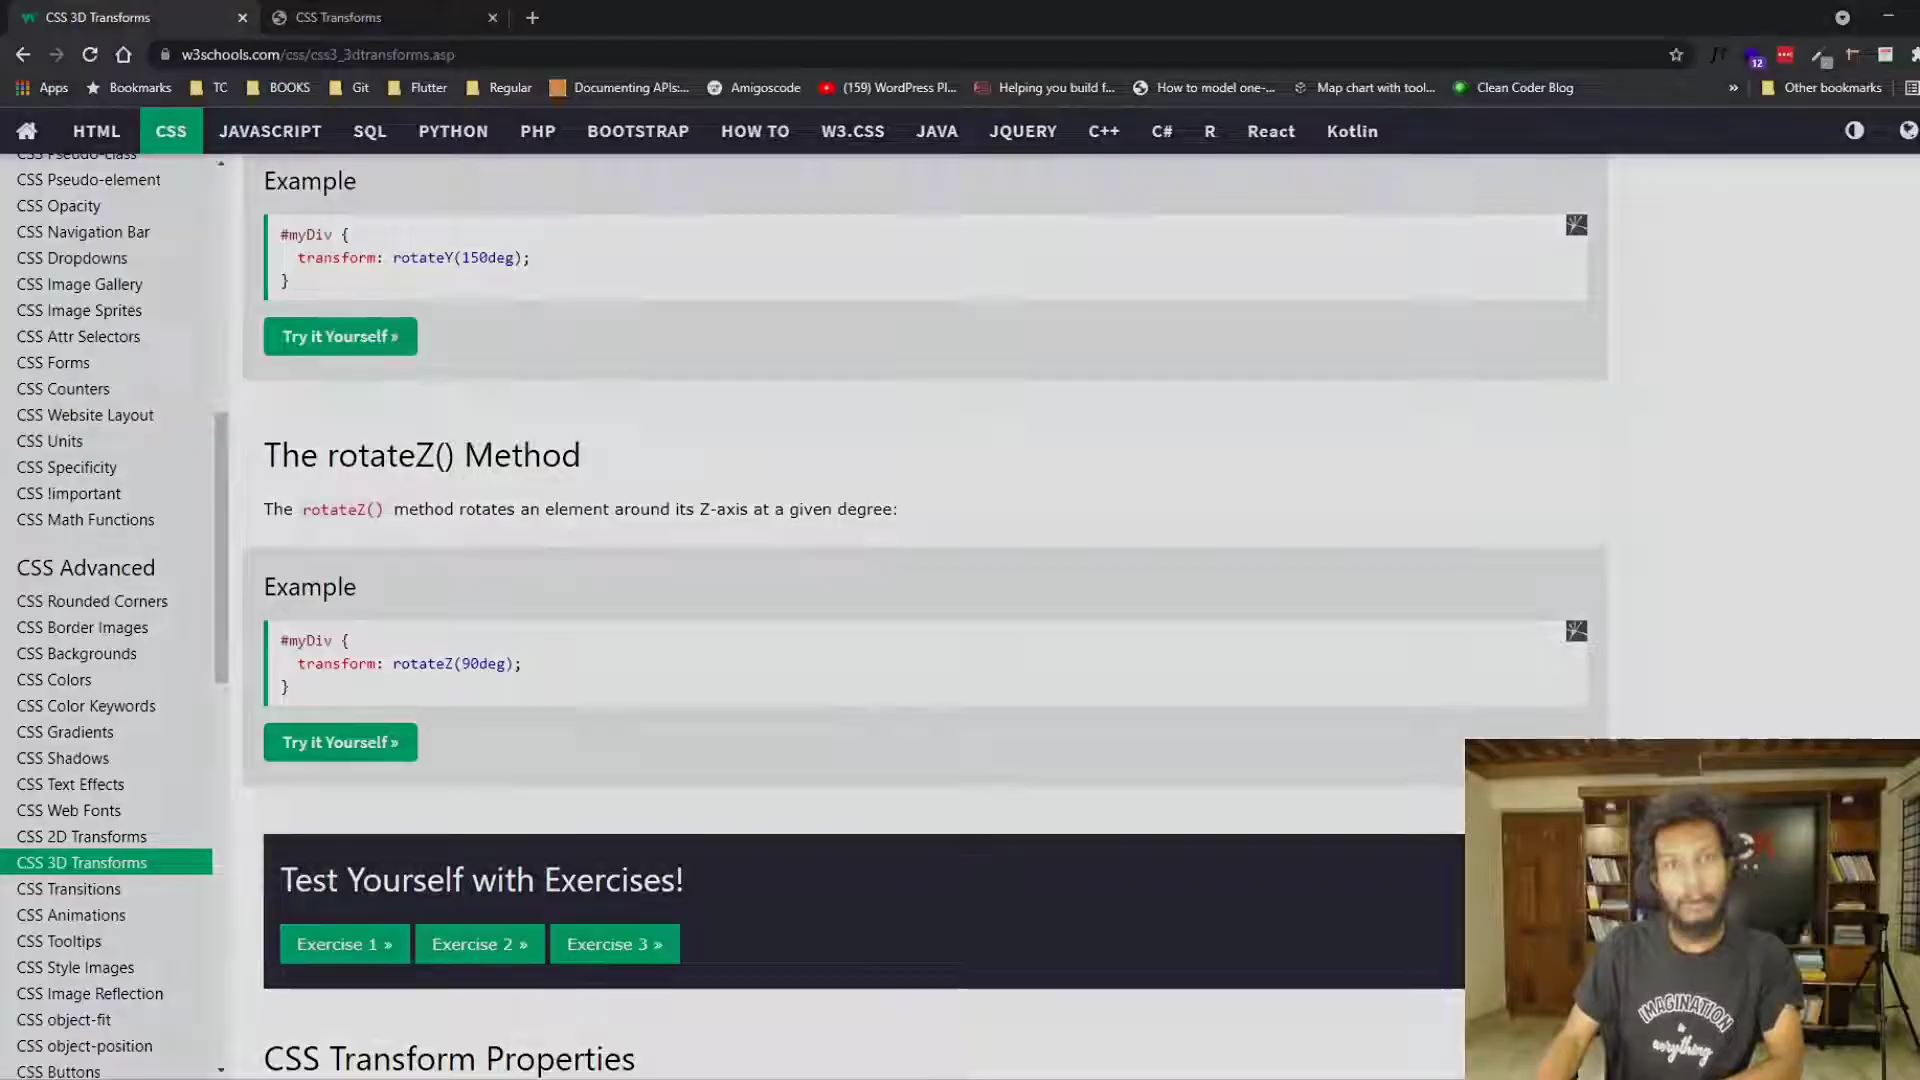 CSS 3D Transforms
CSS Transforms
w3schools.com/css/css3_3dtransforms.asp
12
Apps
Bookmarks
TC
BOOKS
Git
Flutter
Regular
Documenting APIs:...
Amigoscode
(159) WordPress Pl...
Helping you build f...
How to model one-...
Map chart with tool...
Clean Coder Blog
»
Other bookmarks
HTML
CSS
JAVASCRIPT
SQL
PYTHON
PHP
BOOTSTRAP
HOW TO
W3.CSS
JAVA
JQUERY
C++
C#
R
React
Kotlin
CSS Pseudo-class
CSS Pseudo-element
CSS Opacity
CSS Navigation Bar
CSS Dropdowns
CSS Image Gallery
CSS Image Sprites
CSS Attr Selectors
CSS Forms
CSS Counters
CSS Website Layout
CSS Units
CSS Specificity
CSS !important
CSS Math Functions
CSS Advanced
CSS Rounded Corners
CSS Border Images
CSS Backgrounds
CSS Colors
CSS Color Keywords
CSS Gradients
CSS Shadows
CSS Text Effects
CSS Web Fonts
CSS 2D Transforms
CSS 3D Transforms
CSS Transitions
CSS Animations
CSS Tooltips
CSS Style Images
CSS Image Reflection
CSS object-fit
CSS object-position
CSS Buttons
Example
#myDiv {
transform: rotateY(150deg);
}
Try it Yourself »
The rotateZ() Method
The rotateZ() method rotates an element around its Z-axis at a given degree:
Example
#myDiv {
transform: rotateZ(90deg);
}
Try it Yourself »
Test Yourself with Exercises!
Exercise 1 »
Exercise 2 »
Exercise 3 »
CSS Transform Properties
IMAGINATION
is
everything